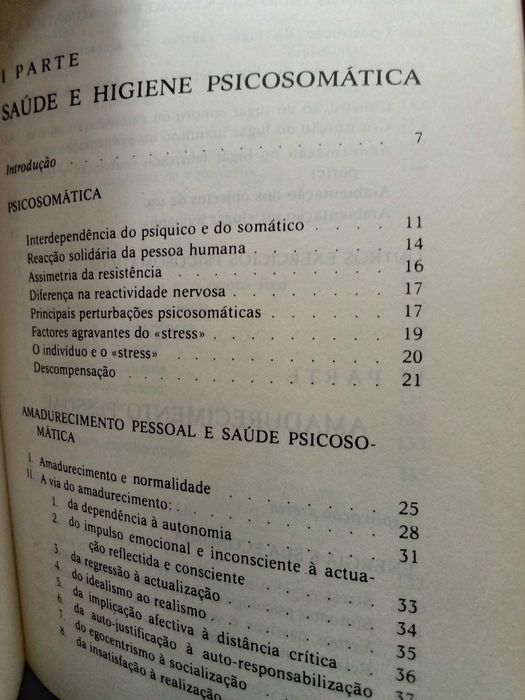 I PARTE
SAÚDE E HIGIENE PSICOSOMÁTICA
Introdução . . . . . . . . . . . . . . . . 7
PSICOSOMÁTICA
Interdependência do psíquico e do somático . . . . 11
Reacção solidária da pessoa humana . . . . . . . 14
Assimetria da resistência . . . . . . . . . . . 16
Diferença na reactividade nervosa . . . . . . . . 17
Principais perturbações psicosomáticas . . . . . . 17
Factores agravantes do «stress» . . . . . . . . . 19
O indivíduo e o «stress» . . . . . . . . . . . 20
Descompensação . . . . . . . . . . . . . 21
AMADURECIMENTO PESSOAL E SAÚDE PSICOSO-
MÁTICA
I. Amadurecimento e normalidade . . . . . . . . 25
II. A via do amadurecimento: . . . . . . . . . . 28
1. da dependência à autonomia . . . . . . . . 31
2. do impulso emocional e inconsciente à actua-
ção reflectida e consciente . . . . . . . . 33
3. da regressão à actualização . . . . . . . . 34
4. do idealismo ao realismo . . . . . . . . . 35
5. da implicação afectiva à distância crítica . . . 36
6. da auto-justificação à auto-responsabilização 37
7. do egocentrismo à socialização . . . .
8. da insatisfação à realização . . . .